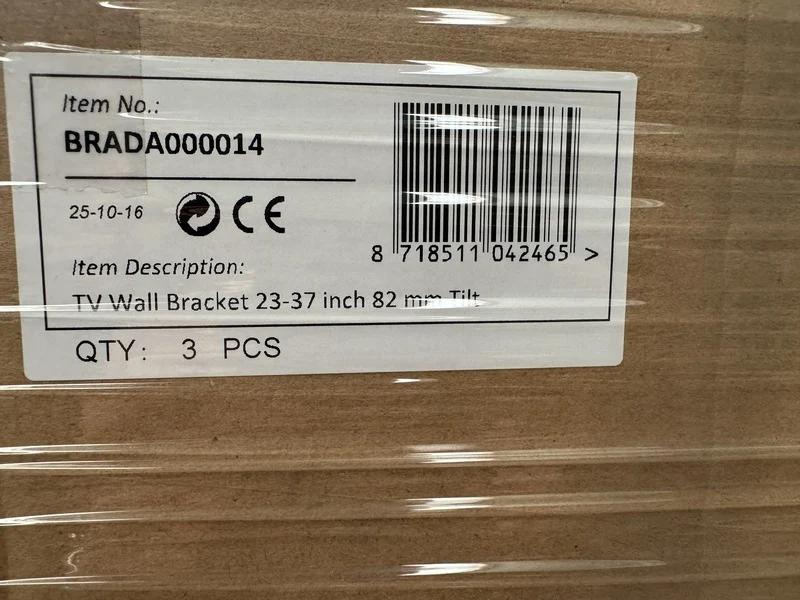 Item No.:
BRADA000014
25-10-16 CE
8 718511 042465 >
Item Description:
TV Wall Bracket 23-37 inch 82 mm Tilt
QTY: 3 PCS